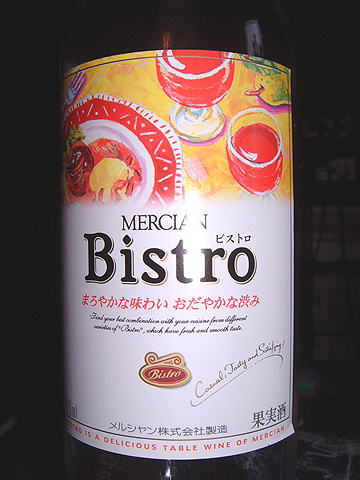 MERCIAN
ビストロ
Bistro
まろやかな味わい おだやかな渋み
Find your best combination with your cuisine from different
varieties of "Bistro", which have fresh and smooth taste.
Bistro
Casual, Tasty and Satisfying!
果実酒
メルシャン株式会社製造
BISTRO IS A DELICIOUS TABLE WINE OF MERCIAN